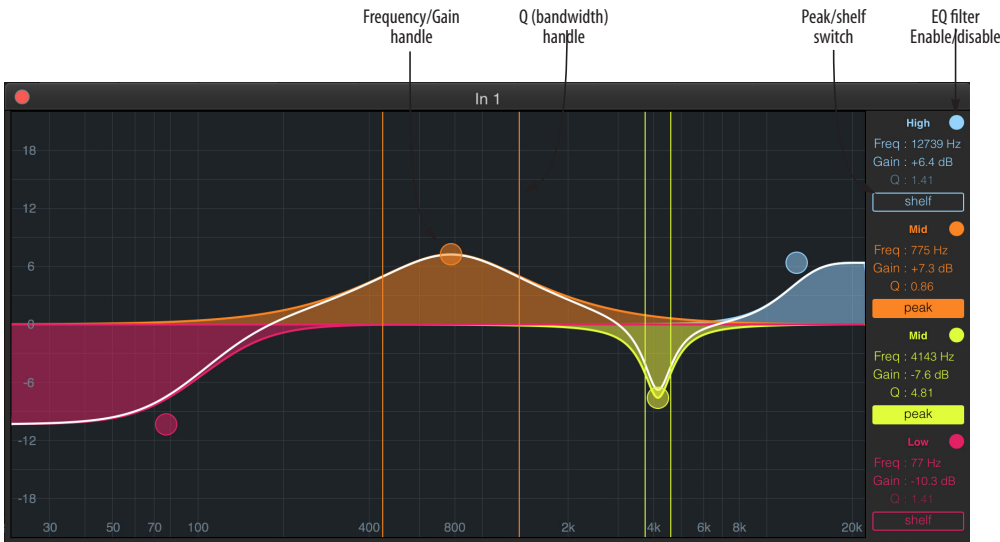 Frequency/Gain
handle
Q (bandwidth)
handle
Peak/shelf
switch
EQ filter
Enable/disable
In 1
18
12
6
0
-6
-12
-18
30 50 70 100 400 800 2k 4k 6k 8k 20k
High
Freq : 12739 Hz
Gain : +6.4 dB
Q : 1.41
shelf
Mid
Freq : 775 Hz
Gain : +7.3 dB
Q : 0.86
peak
Mid
Freq : 4143 Hz
Gain : -7.6 dB
Q : 4.81
peak
Low
Freq : 77 Hz
Gain : -10.3 dB
Q : 1.41
shelf